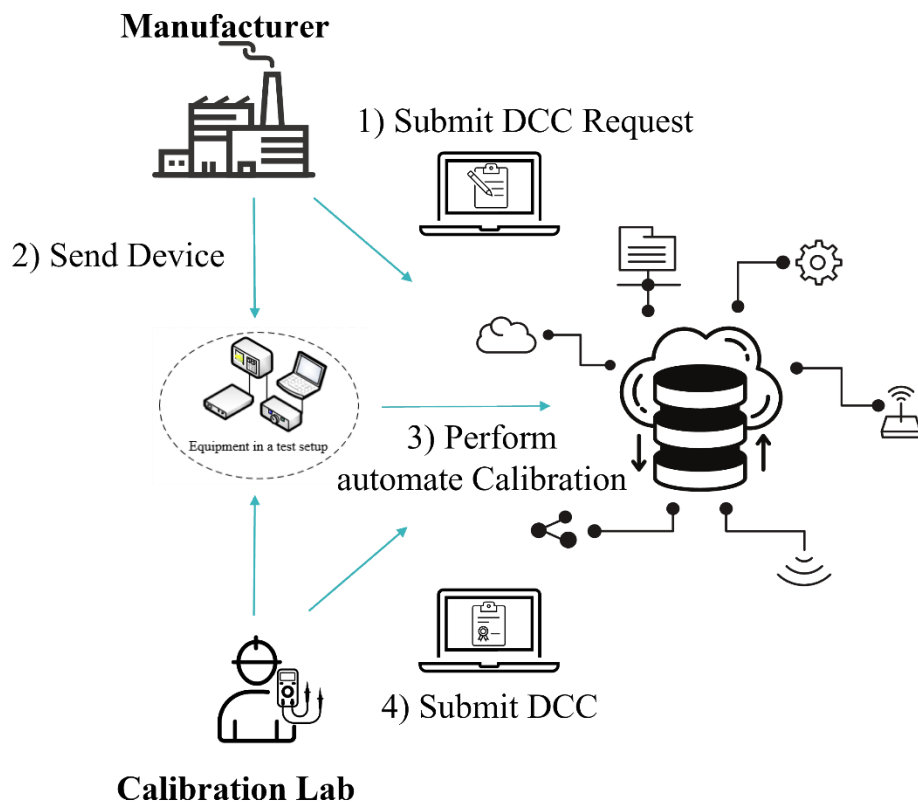 Manufacturer
1) Submit DCC Request
2) Send Device
Equipment in a test setup
3) Perform
automate Calibration
4) Submit DCC
Calibration Lab